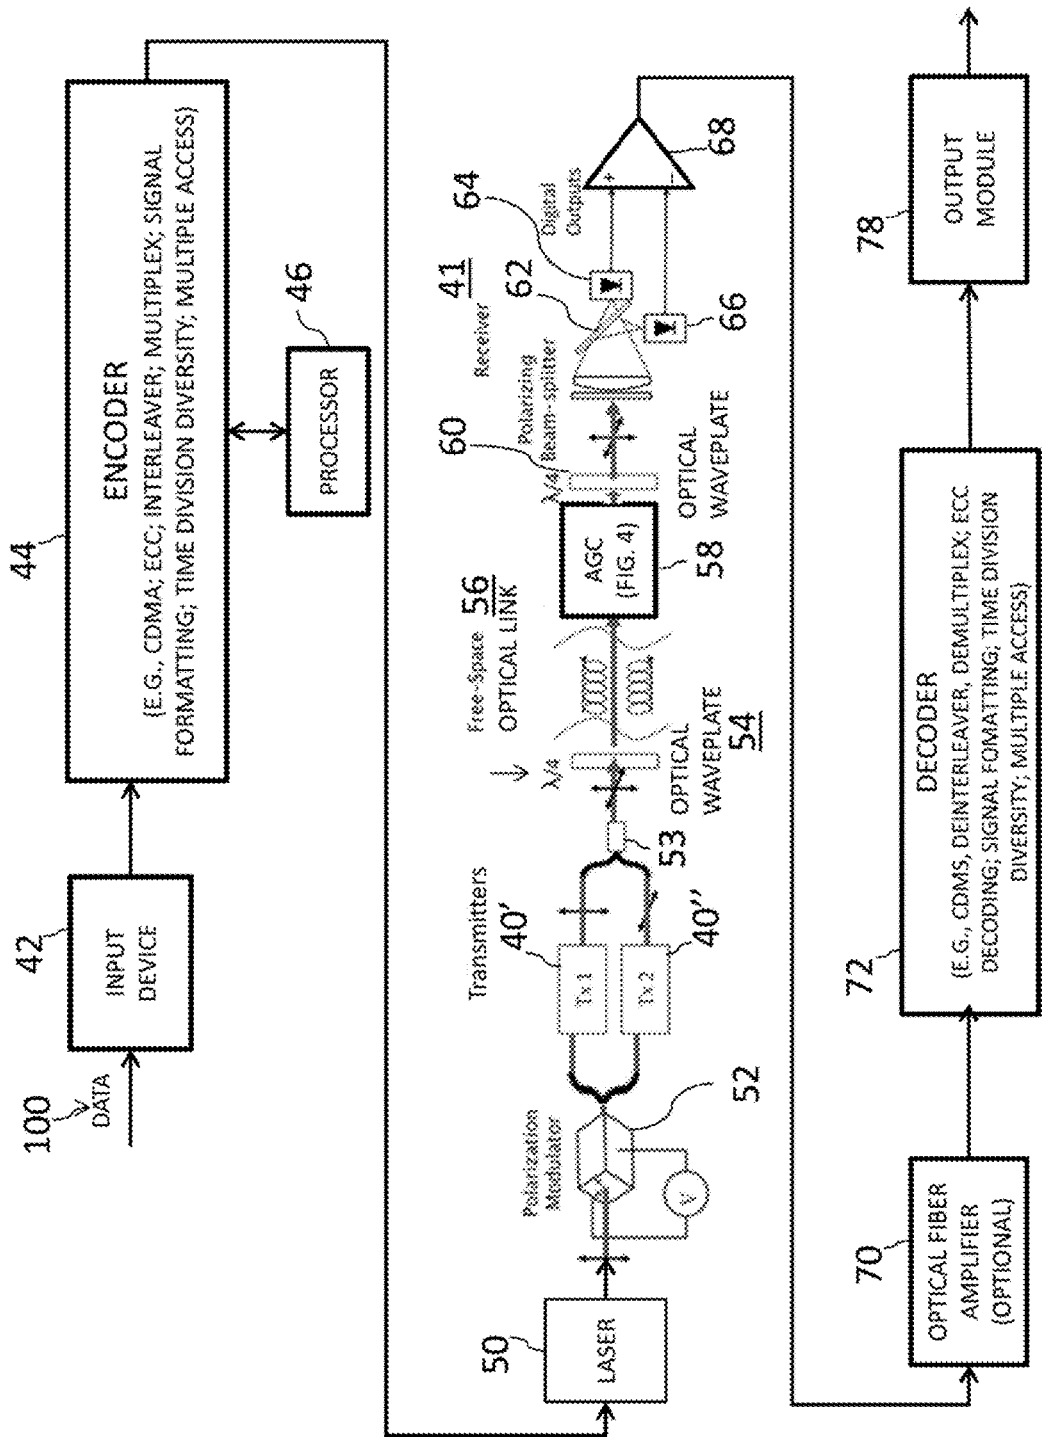 100
DATA
42
INPUT
DEVICE
44
ENCODER
(E.G., CDMA; ECC; INTERLEAVER; MULTIPLEX; SIGNAL
FORMATTING; TIME DIVISION DIVERSITY; MULTIPLE ACCESS)
46
PROCESSOR
50
LASER
Polarization
Modulator
V
52
Transmitters
40'
Tx 1
Tx 2
40''
53
λ/4
OPTICAL
WAVEPLATE
54
Free-Space
56
OPTICAL LINK
AGC
(FIG. 4)
58
λ/4
60
OPTICAL
WAVEPLATE
Polarizing
Beam-splitter
Receiver
41
62
64
66
Digital
Outputs
+
−
68
70
OPTICAL FIBER
AMPLIFIER
(OPTIONAL)
72
DECODER
(E.G., CDMS, DEINTERLEAVER, DEMULTIPLEX; ECC
DECODING; SIGNAL FOMATTING; TIME DIVISION
DIVERSITY; MULTIPLE ACCESS)
78
OUTPUT
MODULE